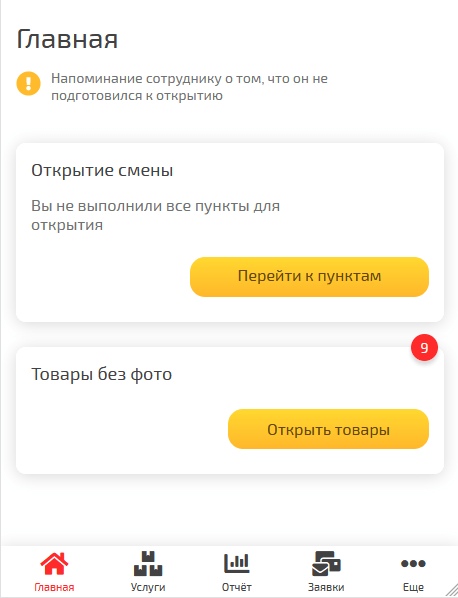 Главная
Напоминание сотруднику о том, что он не
подготовился к открытию
Открытие смены
Вы не выполнили все пункты для
открытия
Перейти к пунктам
9
Товары без фото
Открыть товары
Главная
Услуги
Отчёт
Заявки
Еще